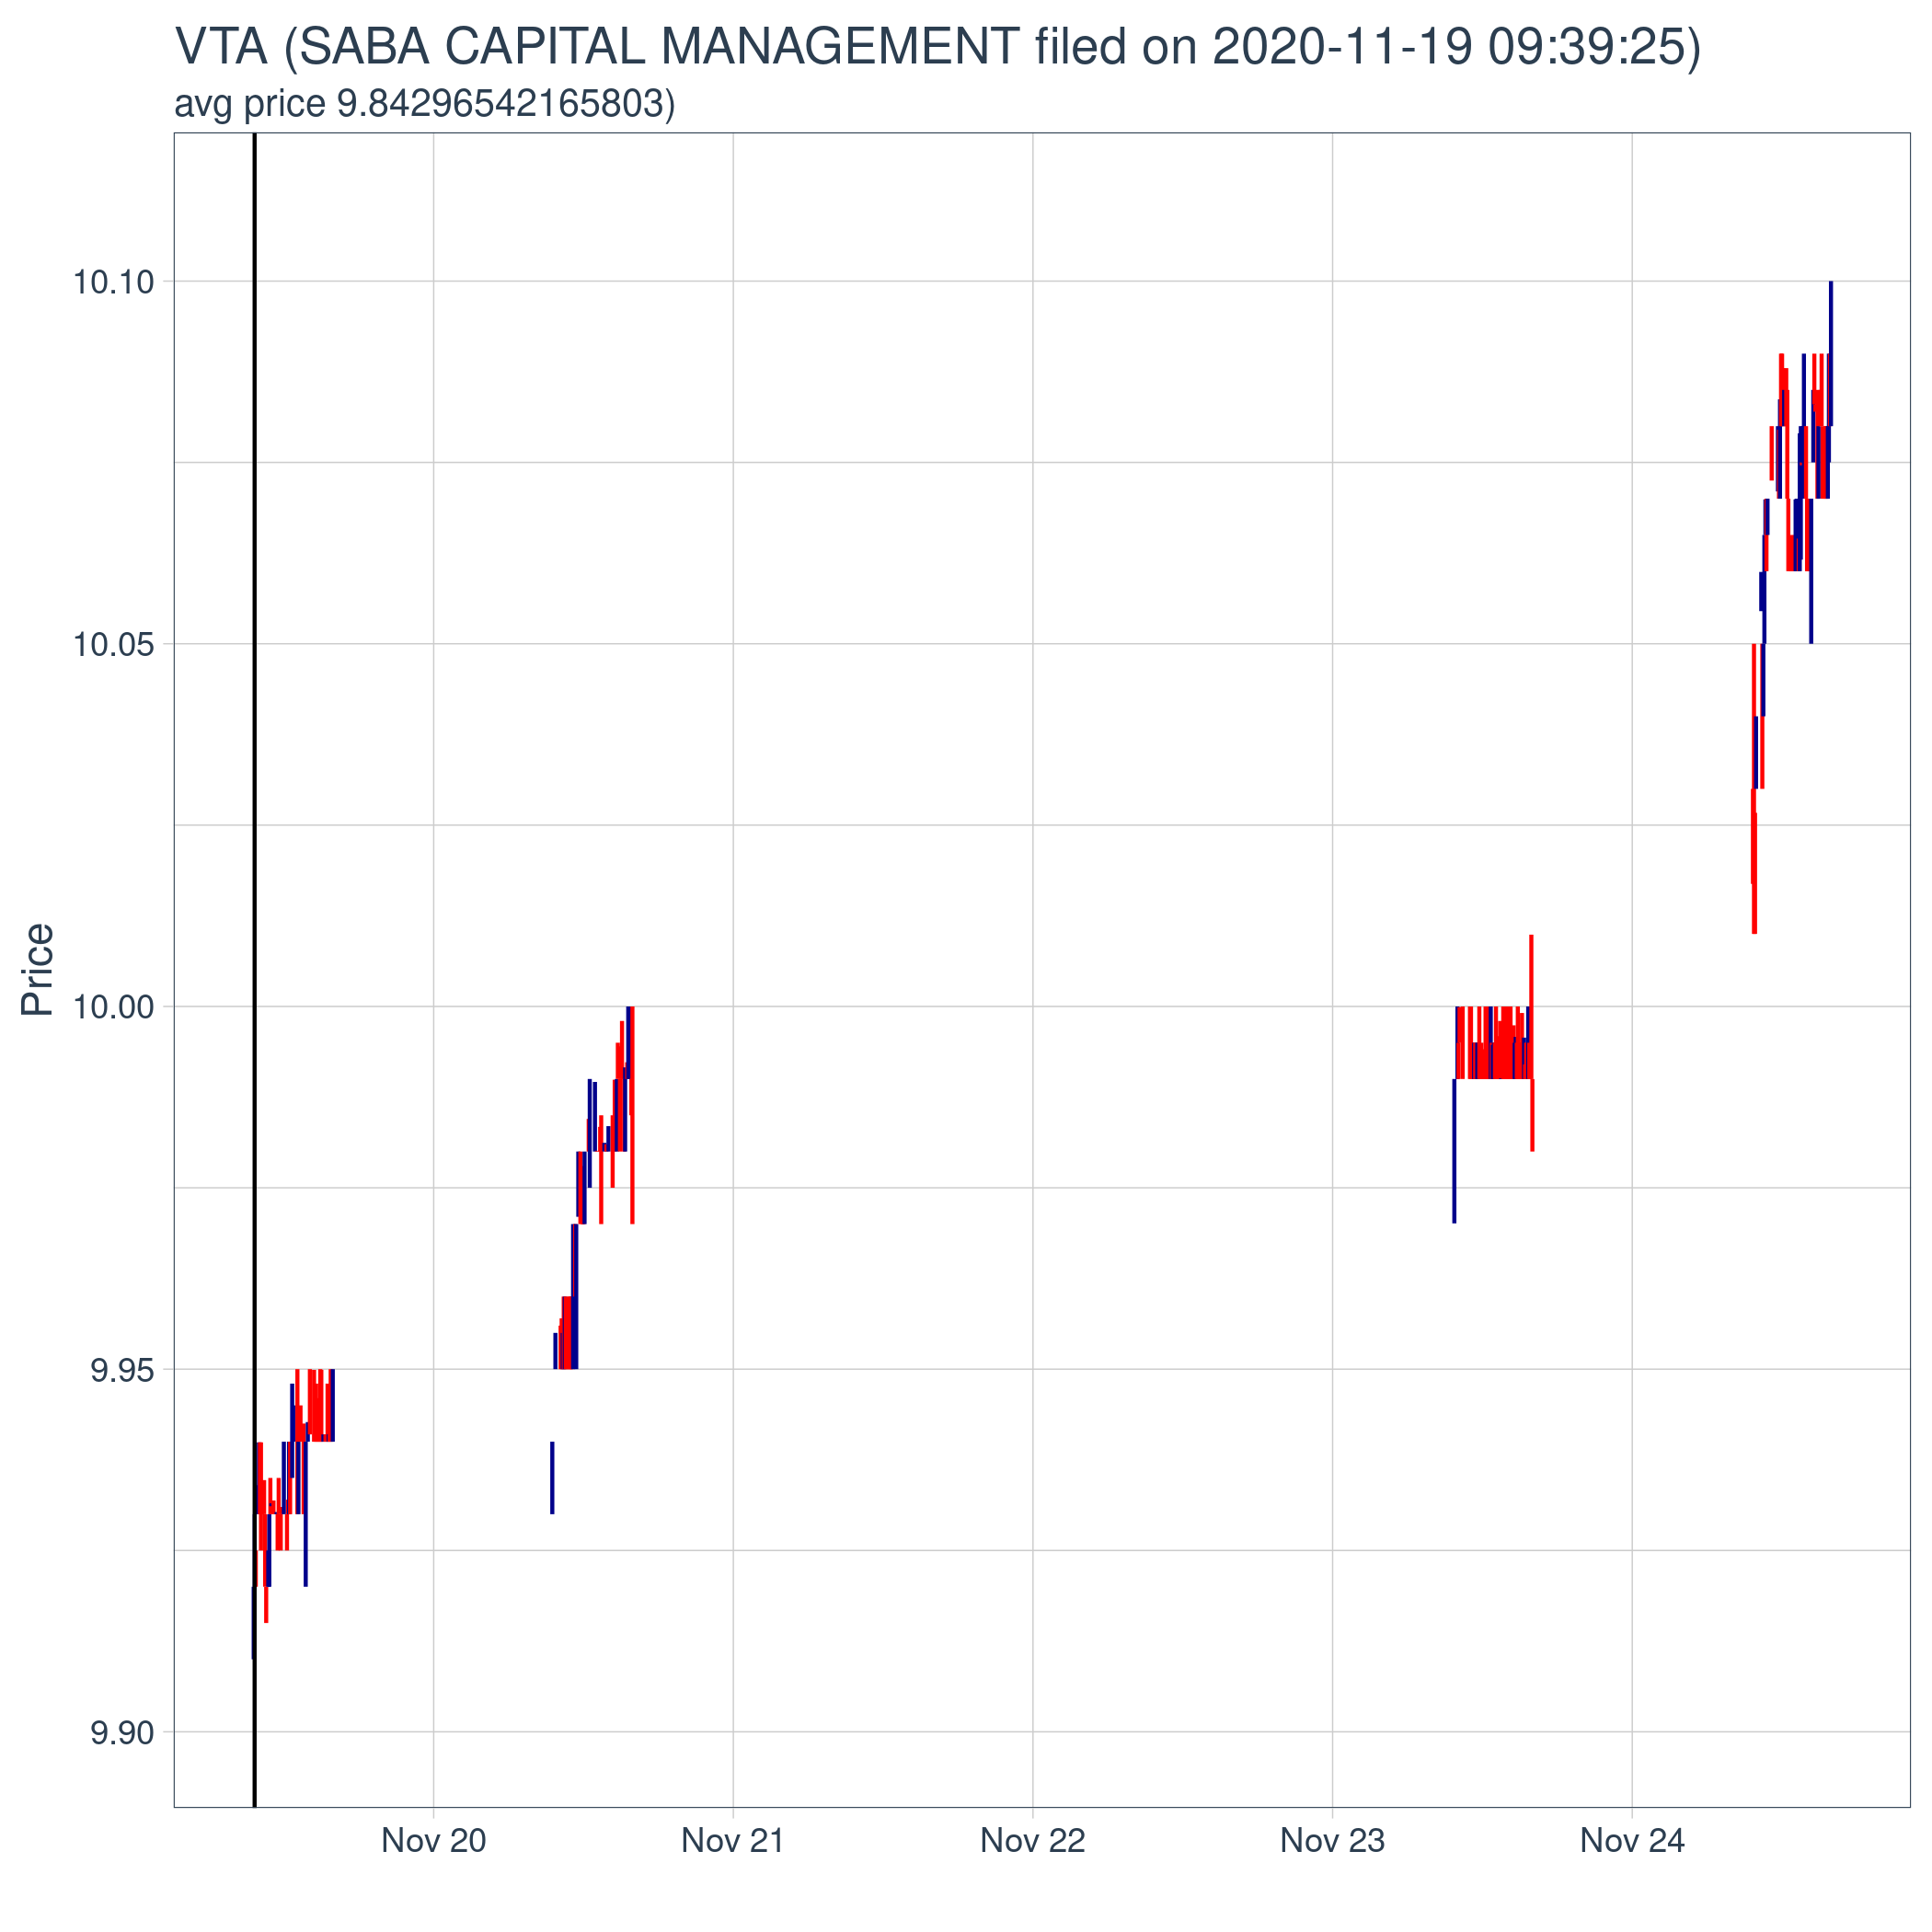 VTA (SABA CAPITAL MANAGEMENT filed on 2020-11-19 09:39:25)
avg price 9.84296542165803)
10.10
10.05
Price
10.00
9.95
9.90
Nov 20
Nov 21
Nov 22
Nov 23
Nov 24